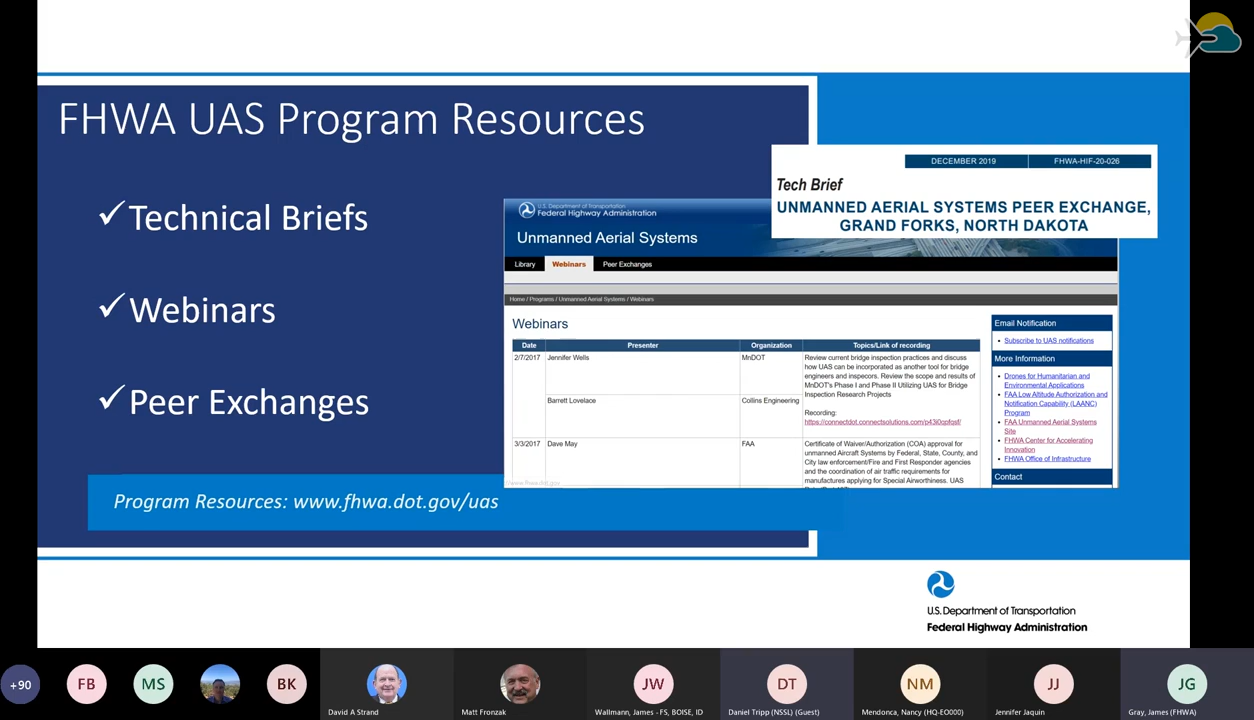 FHWA UAS Program Resources
✓Technical Briefs
✓Webinars
✓Peer Exchanges
Program Resources: www.fhwa.dot.gov/uas
DECEMBER 2019
FHWA-HIF-20-026
Tech Brief
UNMANNED AERIAL SYSTEMS PEER EXCHANGE,
GRAND FORKS, NORTH DAKOTA
U.S. Department of Transportation
Federal Highway Administration
Unmanned Aerial Systems
Library Webinars Peer Exchanges
Home / Programs / Unmanned Aerial Systems / Webinars
Webinars
Date Presenter Organization Topics/Link of recording
2/7/2017 Jennifer Wells MnDOT Review current bridge inspection practices and discuss
how UAS can be incorporated as another tool for bridge
engineers and inspecors. Review the scope and results of
MnDOT's Phase I and Phase II Utilizing UAS for Bridge
Inspection Research Projects
Barrett Lovelace Collins Engineering
Recording:
3/3/2017 Dave May FAA Certificate of Waiver/Authorization (COA) approval for
unmanned Aircraft Systems by Federal, State, County, and
City law enforcement/Fire and First Responder agencies
and the coordination of air traffic requirements for
manufactures applying for Special Airworthiness. UAS
Email Notification
Subscribe to UAS notifications
More Information
Drones for Humanitarian and
Environmental Applications
FAA Low Altitude Authorization and
Notification Capability (LAANC)
Program
FAA Unmanned Aerial Systems
Site
FHWA Center for Accelerating
Innovation
FHWA Office of Infrastructure
Contact
U.S. Department of Transportation
Federal Highway Administration
+90
FB
MS
BK
David A Strand
Matt Fronzak
JW
Wallmann, James - FS, BOISE, ID
DT
Daniel Tripp (NSSL) (Guest)
NM
Mendonca, Nancy (HQ-EO000)
JJ
Jennifer Jaquin
JG
Gray, James (FHWA)